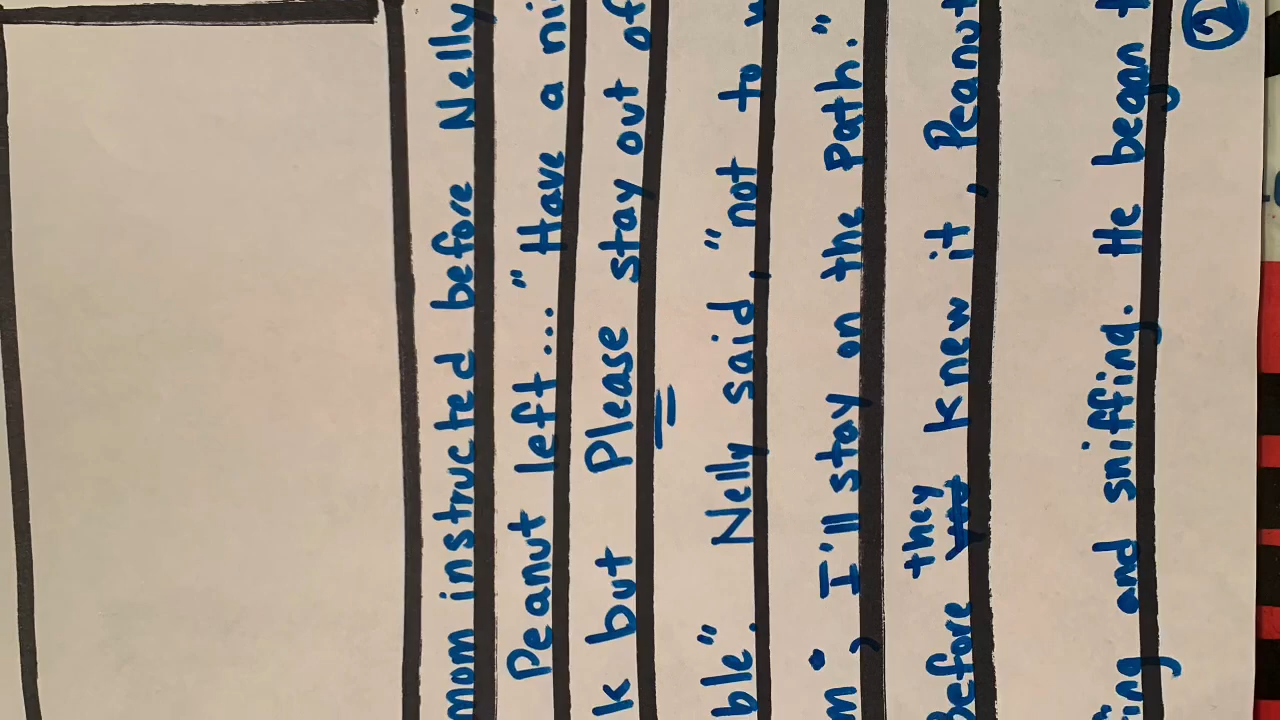 mom instructed before Nelly
Peanut left... "Have a ni
k but Please stay out of
ble". Nelly said, "not to w
m", I'll stay on the Path."
Before they knew it, Peanut
ing and sniffing. He began t
2